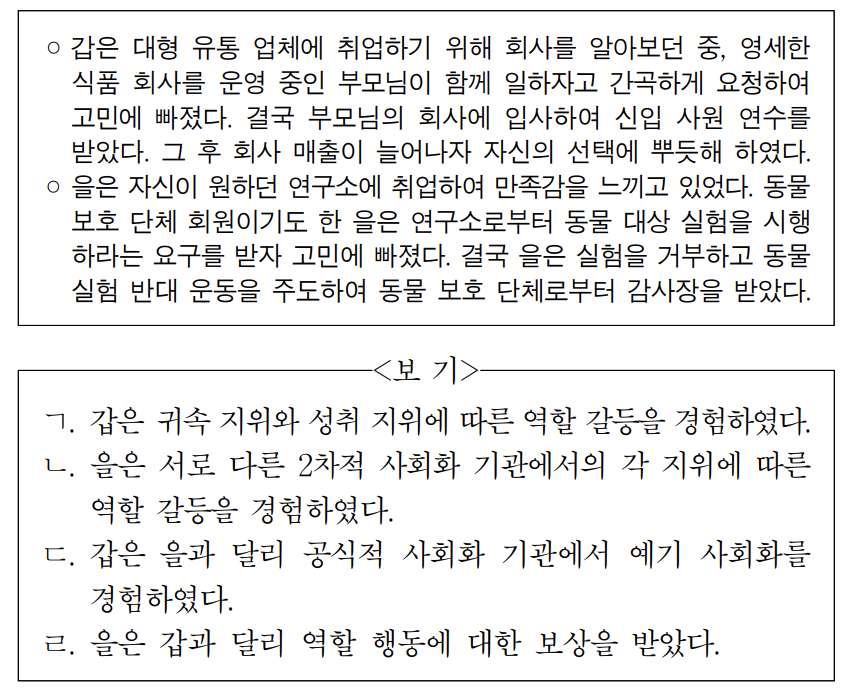 ○ 갑은 대형 유통 업체에 취업하기 위해 회사를 알아보던 중, 영세한
식품 회사를 운영 중인 부모님이 함께 일하자고 간곡하게 요청하여
고민에 빠졌다. 결국 부모님의 회사에 입사하여 신입 사원 연수를
받았다. 그 후 회사 매출이 늘어나자 자신의 선택에 뿌듯해 하였다.
○ 을은 자신이 원하던 연구소에 취업하여 만족감을 느끼고 있었다. 동물
보호 단체 회원이기도 한 을은 연구소로부터 동물 대상 실험을 시행
하라는 요구를 받자 고민에 빠졌다. 결국 을은 실험을 거부하고 동물
실험 반대 운동을 주도하여 동물 보호 단체로부터 감사장을 받았다.
<보 기>
ㄱ. 갑은 귀속 지위와 성취 지위에 따른 역할 갈등을 경험하였다.
ㄴ. 을은 서로 다른 2차적 사회화 기관에서의 각 지위에 따른
역할 갈등을 경험하였다.
ㄷ. 갑은 을과 달리 공식적 사회화 기관에서 예기 사회화를
경험하였다.
ㄹ. 을은 갑과 달리 역할 행동에 대한 보상을 받았다.